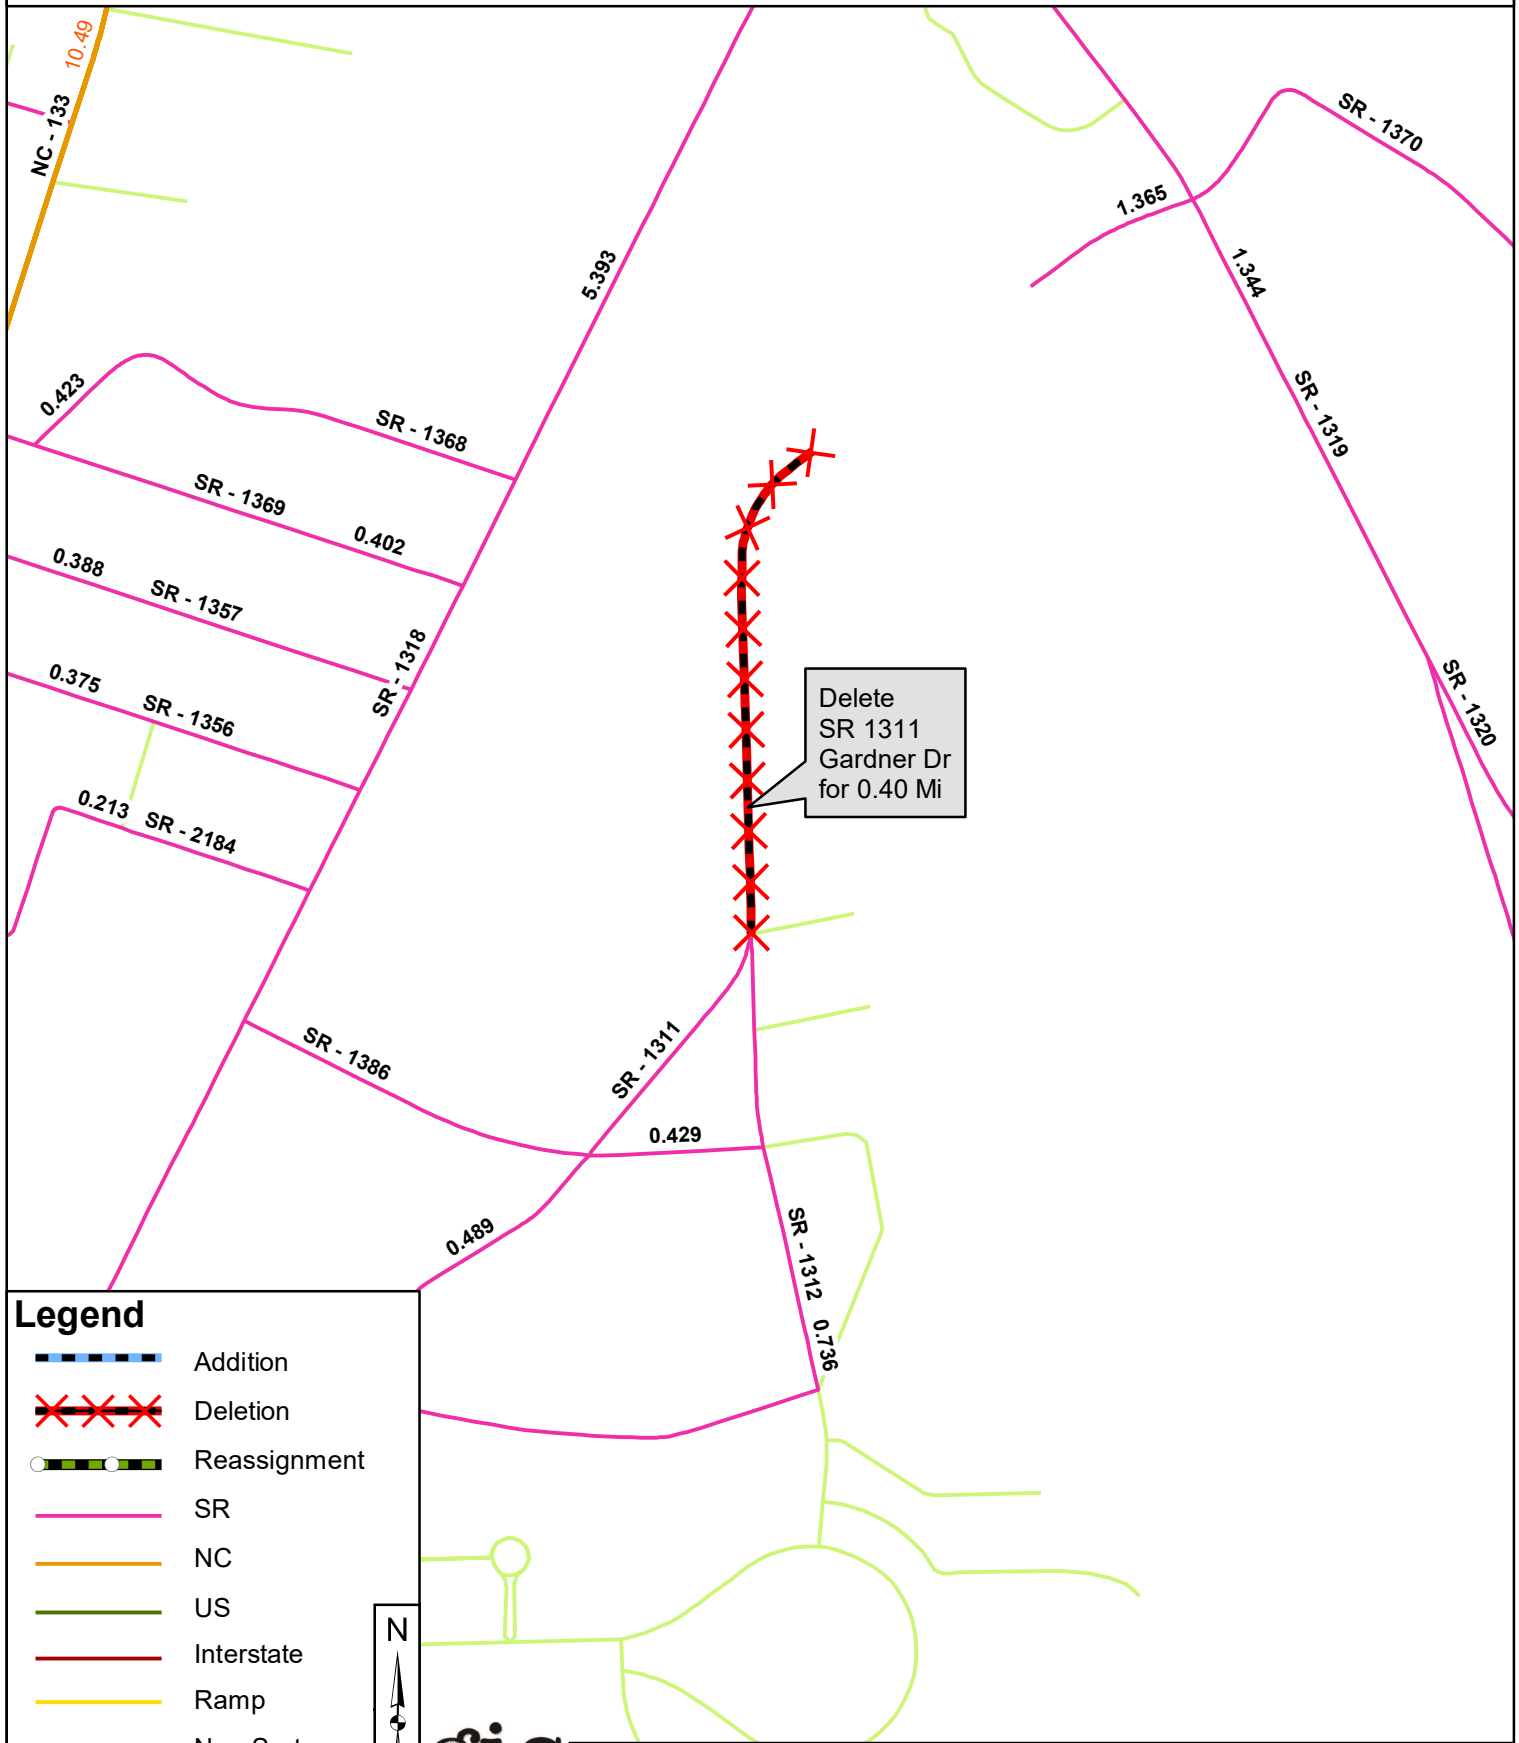 10.49
NC - 133
SR - 1370
1.365
5.393
1.344
SR - 1319
0.423
SR - 1368
SR - 1369
0.402
0.388
SR - 1357
SR - 1318
0.375
SR - 1356
0.213
SR - 2184
SR - 1320
Delete
SR 1311
Gardner Dr
for 0.40 Mi
SR - 1386
SR - 1311
0.429
0.489
SR - 1312
0.736
Legend
Addition
Deletion
Reassignment
SR
NC
US
Interstate
Ramp
N